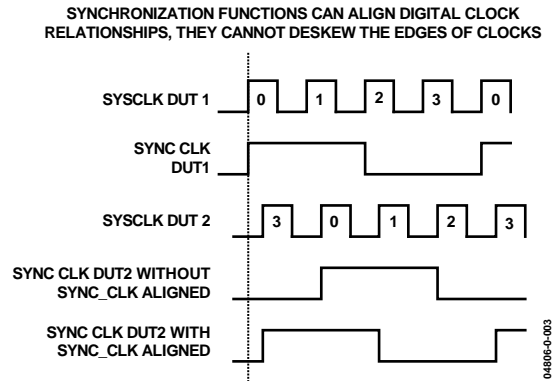 SYNCHRONIZATION FUNCTIONS CAN ALIGN DIGITAL CLOCK
RELATIONSHIPS, THEY CANNOT DESKEW THE EDGES OF CLOCKS
SYSCLK DUT 1
0 1 2 3 0
SYNC CLK
DUT1
SYSCLK DUT 2
3 0 1 2 3
SYNC CLK DUT2 WITHOUT
SYNC_CLK ALIGNED
SYNC CLK DUT2 WITH
SYNC_CLK ALIGNED
04806-0-003